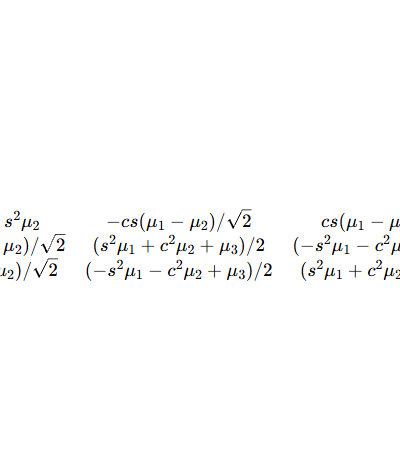 s²μ₂ −cs(μ₁ − μ₂)/√2 cs(μ₁ − μ
μ₂)/√2 (s²μ₁ + c²μ₂ + μ₃)/2 (−s²μ₁ − c²μ
μ₂)/√2 (−s²μ₁ − c²μ₂ + μ₃)/2 (s²μ₁ + c²μ₂